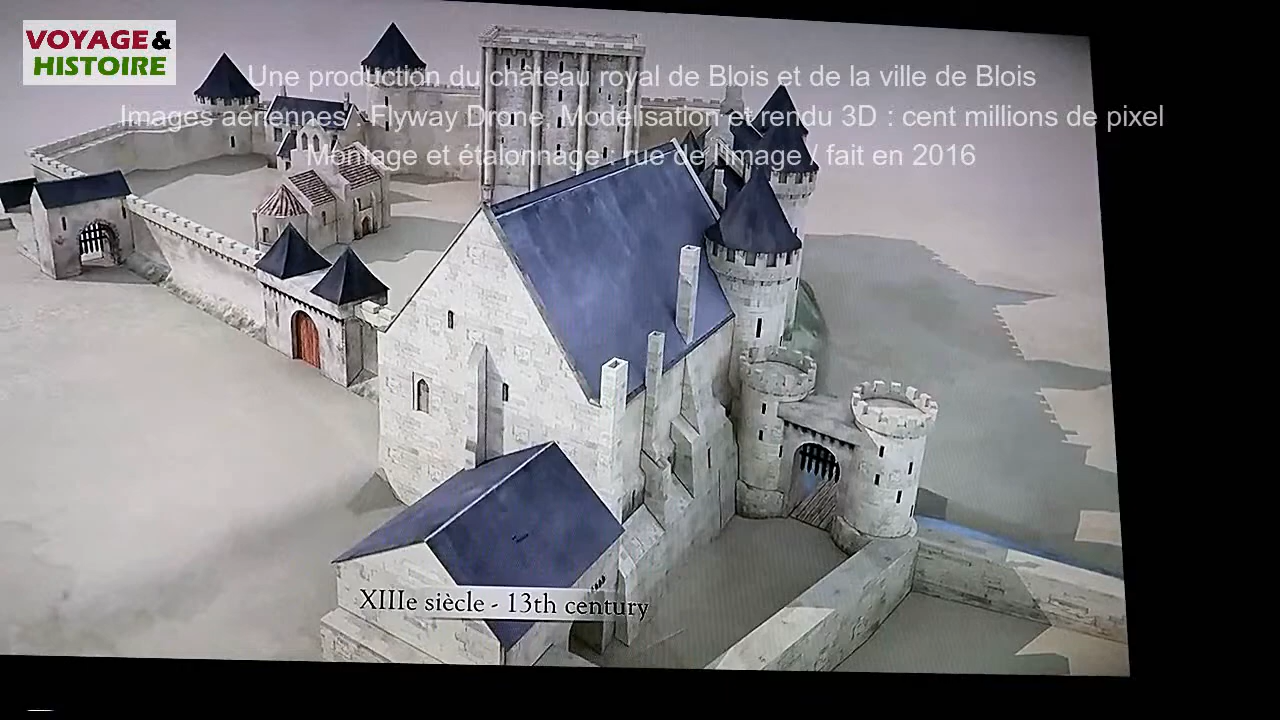 VOYAGE&
HISTOIRE
Une production du château royal de Blois et de la ville de Blois
Images aériennes : Flyway Drone, Modélisation et rendu 3D : cent millions de pixel
Montage et étalonnage : rue de l'image / fait en 2016
XIIIe siècle - 13th century